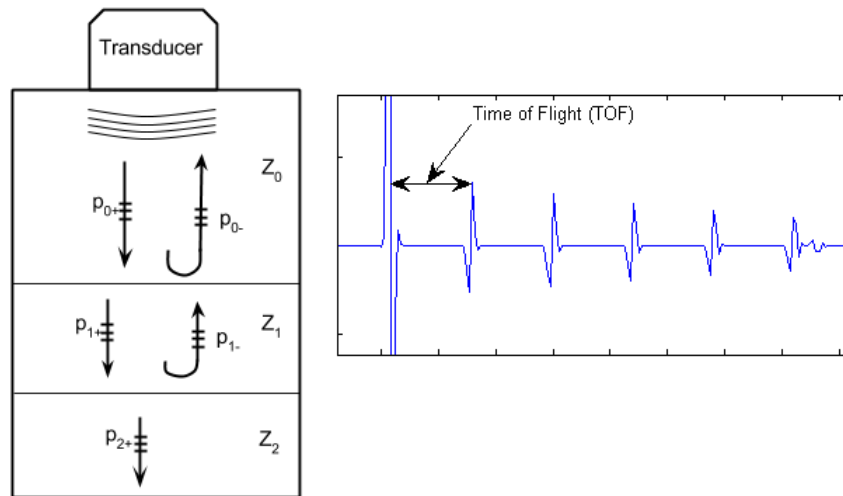 Transducer
Time of Flight (TOF)
Z0
p0+
p0-
p1+
Z1
p1-
p2+
Z2